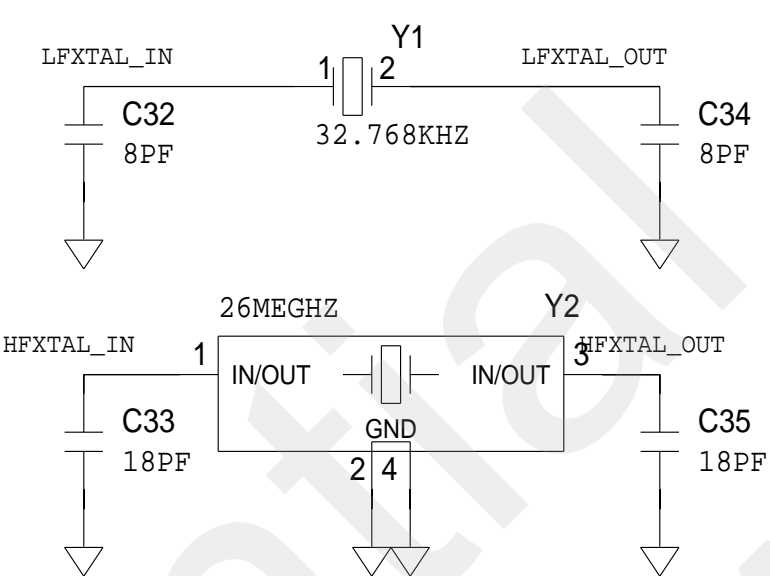 Y1
LFXTAL_IN
LFXTAL_OUT
1
2
C32
C34
32.768KHZ
8PF
8PF
26MEGHZ
Y2
HFXTAL_IN
1
3
HFXTAL_OUT
IN/OUT
IN/OUT
C33
GND
C35
18PF
2
4
18PF